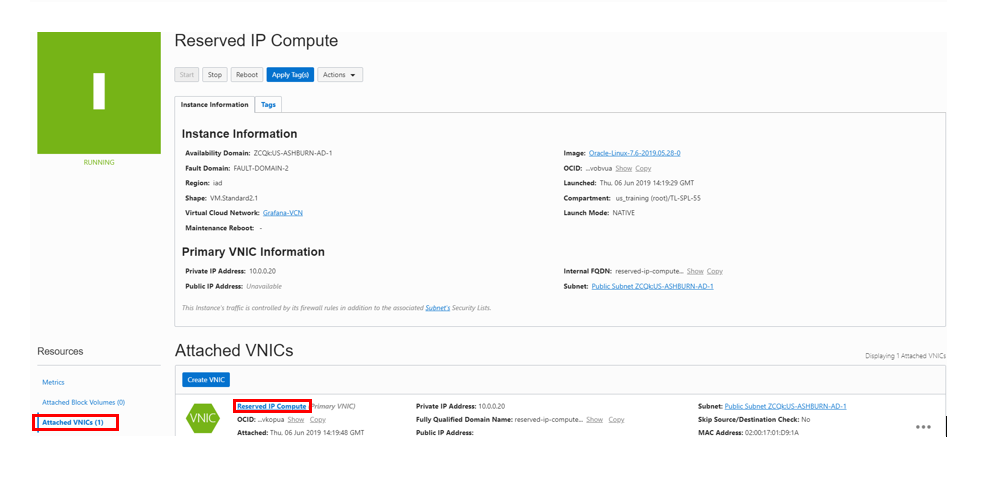 Reserved IP Compute
Start Stop Reboot Apply Tag(s) Actions
RUNNING
Instance Information Tags
Instance Information
Availability Domain: ZCQk:US-ASHBURN-AD-1
Image: Oracle-Linux-7.6-2019.05.28-0
Fault Domain: FAULT-DOMAIN-2
OCID: ...vobvua Show Copy
Region: iad
Launched: Thu, 06 Jun 2019 14:19:29 GMT
Shape: VM.Standard2.1
Compartment: us_training (root)/TL-SPL-55
Virtual Cloud Network: Grafana-VCN
Launch Mode: NATIVE
Maintenance Reboot: -
Primary VNIC Information
Private IP Address: 10.0.0.20
Internal FQDN: reserved-ip-compute... Show Copy
Public IP Address: Unavailable
Subnet: Public Subnet ZCQk:US-ASHBURN-AD-1
This Instance's traffic is controlled by its firewall rules in addition to the associated Subnet's Security Lists.
Resources
Metrics
Attached Block Volumes (0)
Attached VNICs (1)
Attached VNICs
Displaying 1 Attached VNICs
Create VNIC
VNIC
Reserved IP Compute (Primary VNIC)
OCID: ...vkopua Show Copy
Attached: Thu, 06 Jun 2019 14:19:48 GMT
Private IP Address: 10.0.0.20
Fully Qualified Domain Name: reserved-ip-compute... Show Copy
Public IP Address:
Subnet: Public Subnet ZCQk:US-ASHBURN-AD-1
Skip Source/Destination Check: No
MAC Address: 02:00:17:01:D9:1A